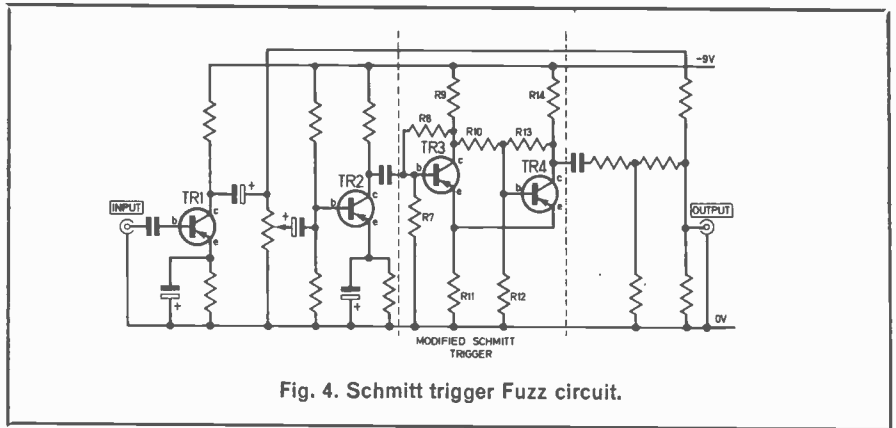 -9V
R9
R14
R8
R10
R13
TR3
TR1
TR2
TR4
INPUT
+
c
b
e
+
c
b
e
+
b
c
e
b
c
e
+
R7
R11
R12
OUTPUT
0V
MODIFIED SCHMITT
TRIGGER
Fig. 4. Schmitt trigger Fuzz circuit.